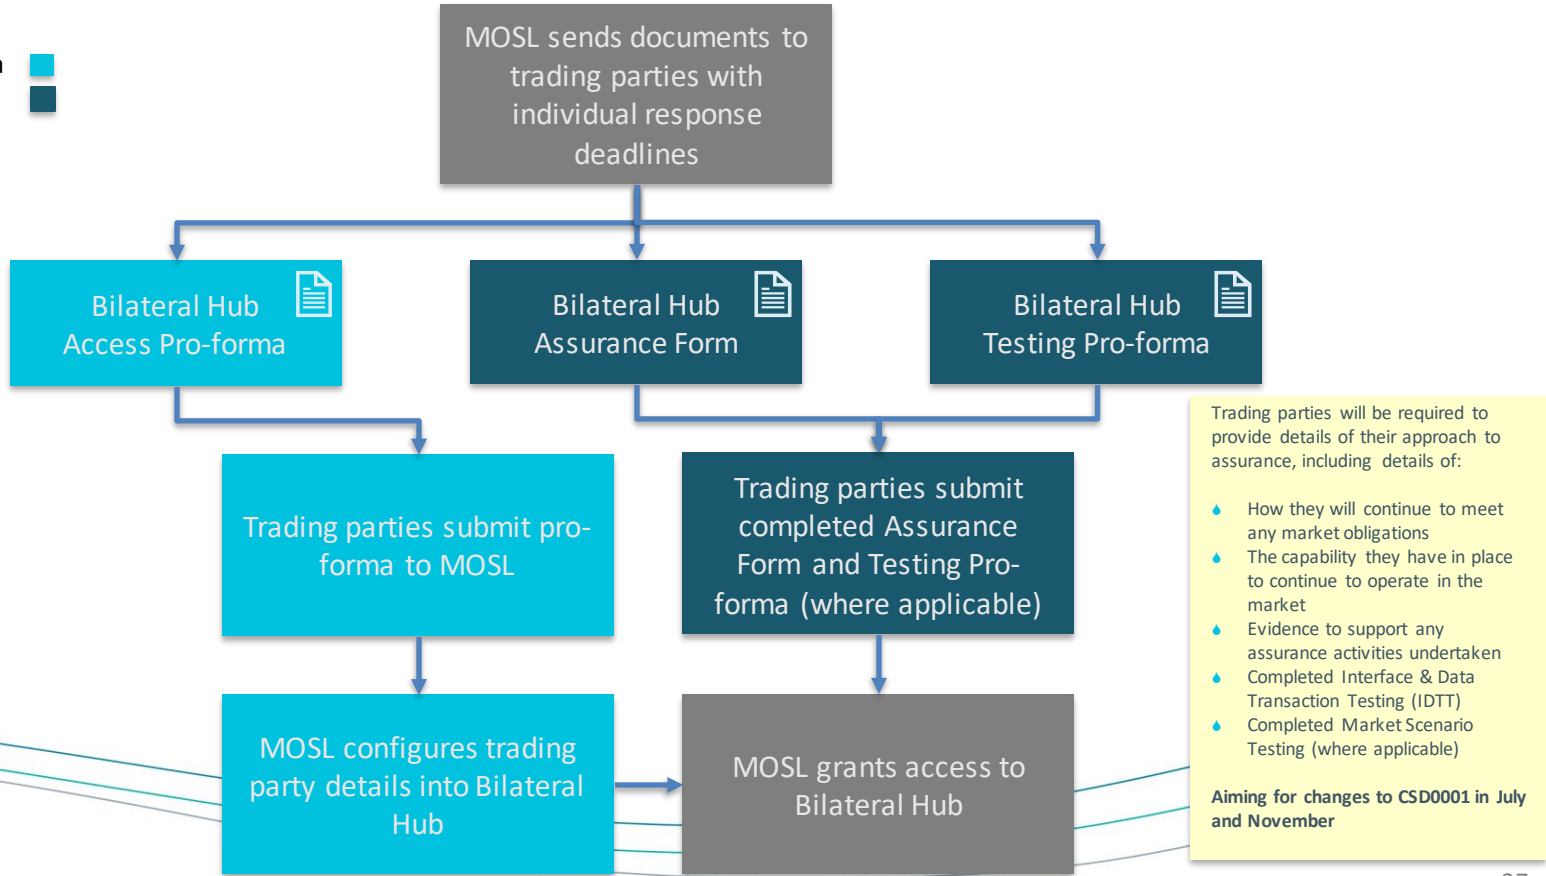 MOSL sends documents to
trading parties with
individual response
deadlines
Bilateral Hub
Access Pro-forma
Bilateral Hub
Assurance Form
Bilateral Hub
Testing Pro-forma
Trading parties submit pro-
forma to MOSL
Trading parties submit
completed Assurance
Form and Testing Pro-
forma (where applicable)
MOSL configures trading
party details into Bilateral
Hub
MOSL grants access to
Bilateral Hub
Trading parties will be required to
provide details of their approach to
assurance, including details of:
How they will continue to meet
any market obligations
The capability they have in place
to continue to operate in the
market
Evidence to support any
assurance activities undertaken
Completed Interface & Data
Transaction Testing (IDTT)
Completed Market Scenario
Testing (where applicable)
Aiming for changes to CSD0001 in July
and November